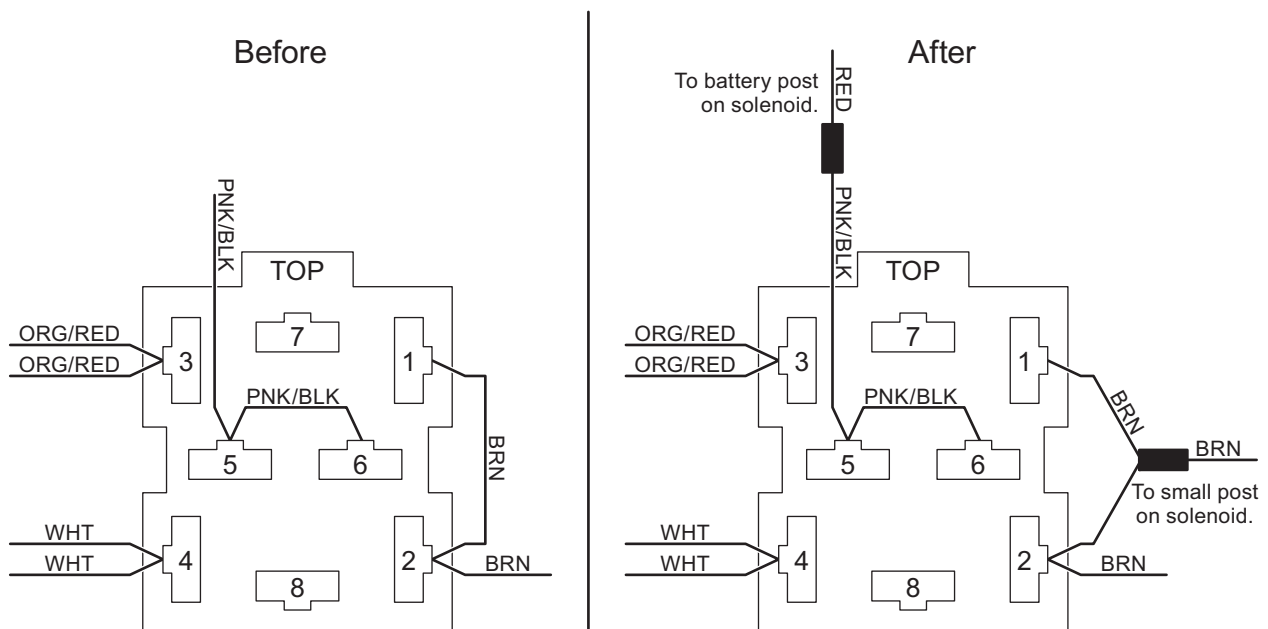 Before
PNK/BLK
TOP
ORG/RED
ORG/RED
3
7
1
PNK/BLK
5
6
BRN
WHT
WHT
4
2
8
BRN
After
To battery post
on solenoid.
RED
PNK/BLK
TOP
ORG/RED
ORG/RED
3
7
1
PNK/BLK
5
6
BRN
BRN
To small post
on solenoid.
WHT
WHT
4
2
8
BRN